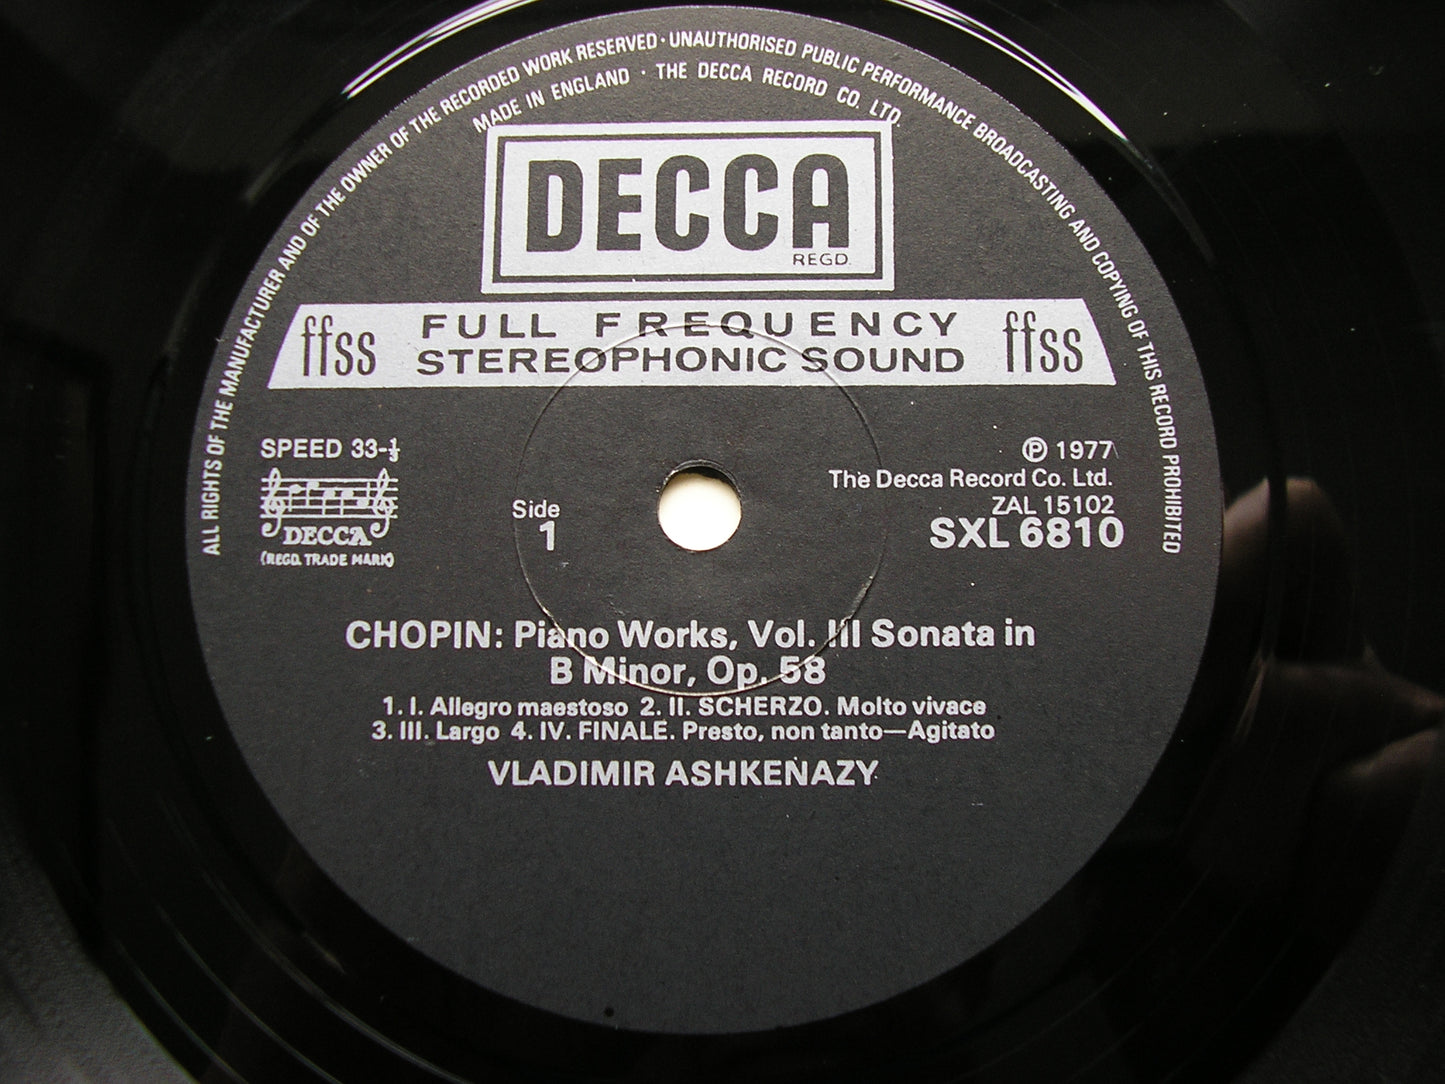 ALL RIGHTS OF THE MANUFACTURER AND OF THE OWNER OF THE RECORDED WORK RESERVED · UNAUTHORISED PUBLIC PERFORMANCE BROADCASTING AND COPYING OF THIS RECORD PROHIBITED
MADE IN ENGLAND · THE DECCA RECORD CO. LTD.
DECCA
REGD.
ffss FULL FREQUENCY STEREOPHONIC SOUND ffss
SPEED 33-⅓
DECCA
(REGD. TRADE MARK)
Side
1
℗ 1977
The Decca Record Co. Ltd.
ZAL 15102
SXL 6810
CHOPIN: Piano Works, Vol. III Sonata in
B Minor, Op. 58
1. I. Allegro maestoso 2. II. SCHERZO. Molto vivace
3. III. Largo 4. IV. FINALE. Presto, non tanto—Agitato
VLADIMIR ASHKENAZY